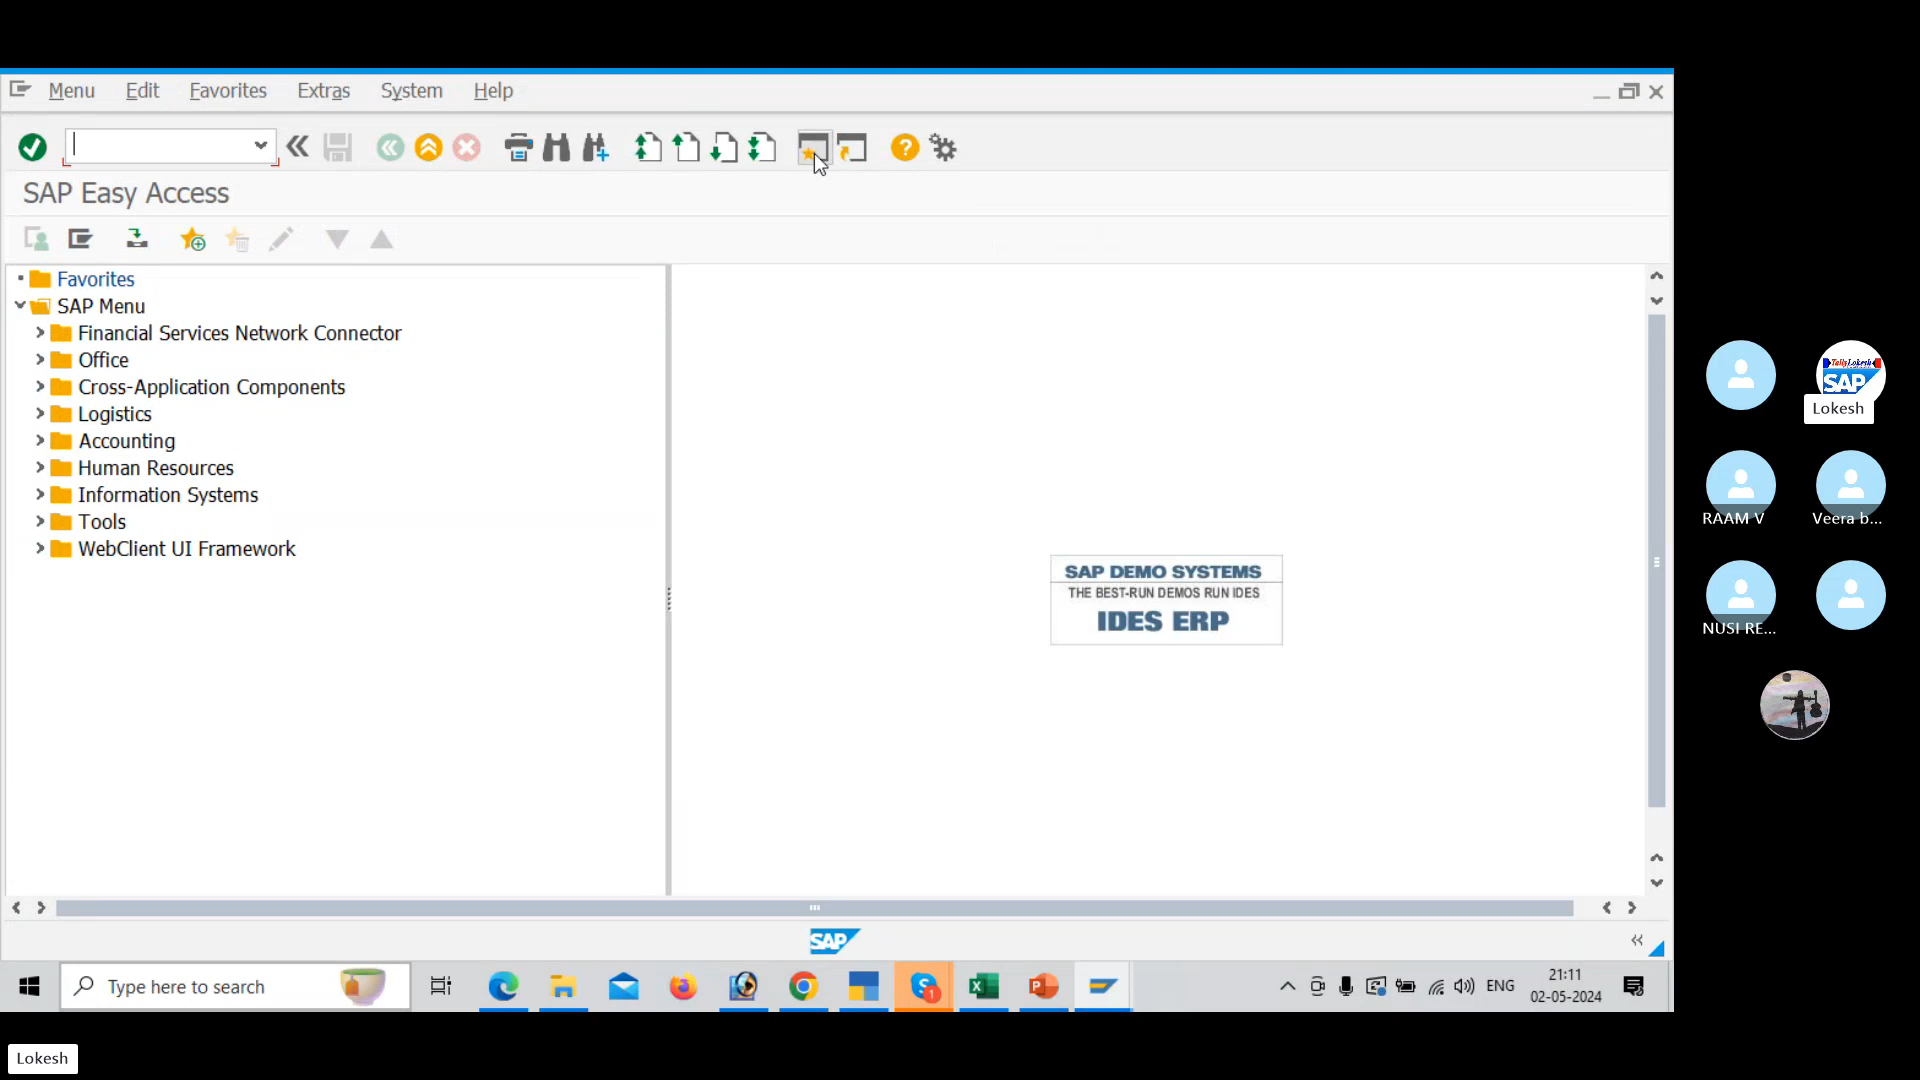 Menu Edit Favorites Extras System Help
SAP Easy Access
Favorites
SAP Menu
Financial Services Network Connector
Office
Cross-Application Components
Logistics
Accounting
Human Resources
Information Systems
Tools
WebClient UI Framework
SAP DEMO SYSTEMS
THE BEST-RUN DEMOS RUN IDES
IDES ERP
SAP
Type here to search
1
ENG
21:11
02-05-2024
SAP
Lokesh
RAAM V
Veera b...
NUSI RE...
Lokesh